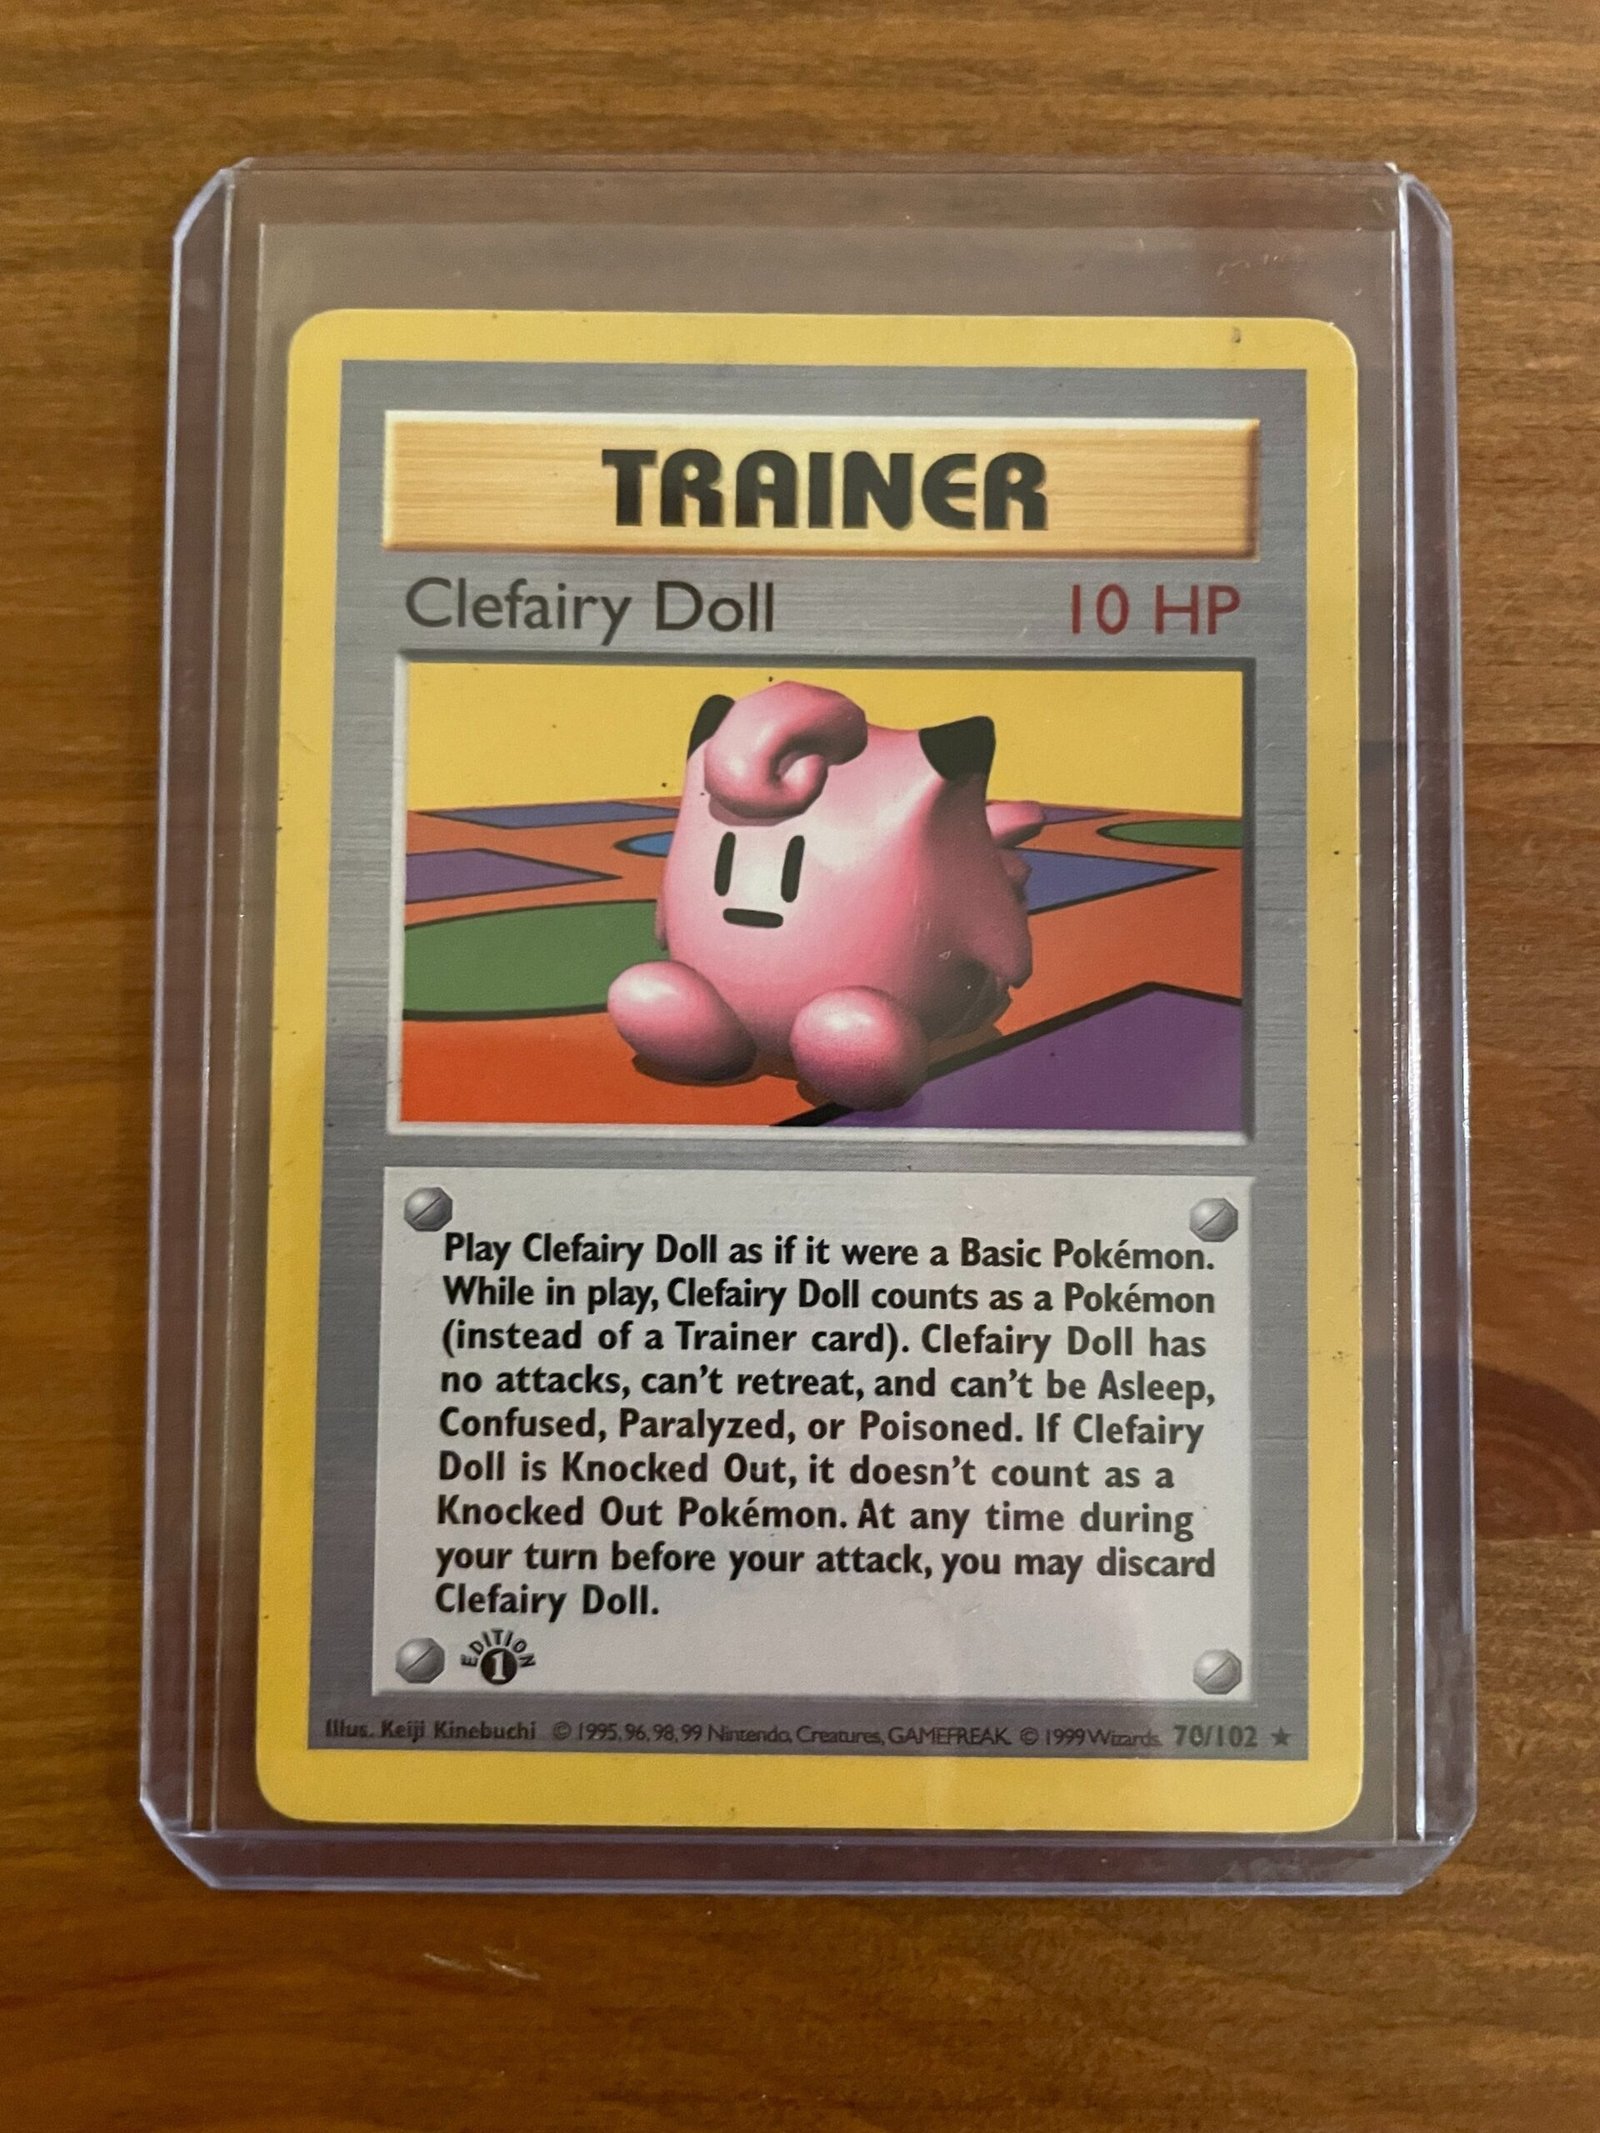 TRAINER
Clefairy Doll 10 HP
Play Clefairy Doll as if it were a Basic Pokémon.
While in play, Clefairy Doll counts as a Pokémon
(instead of a Trainer card). Clefairy Doll has
no attacks, can't retreat, and can't be Asleep,
Confused, Paralyzed, or Poisoned. If Clefairy
Doll is Knocked Out, it doesn't count as a
Knocked Out Pokémon. At any time during
your turn before your attack, you may discard
Clefairy Doll.
EDITION
1
Illus. Keiji Kinebuchi © 1995, 96, 98, 99 Nintendo, Creatures, GAMEFREAK. © 1999 Wizards. 70/102 ★